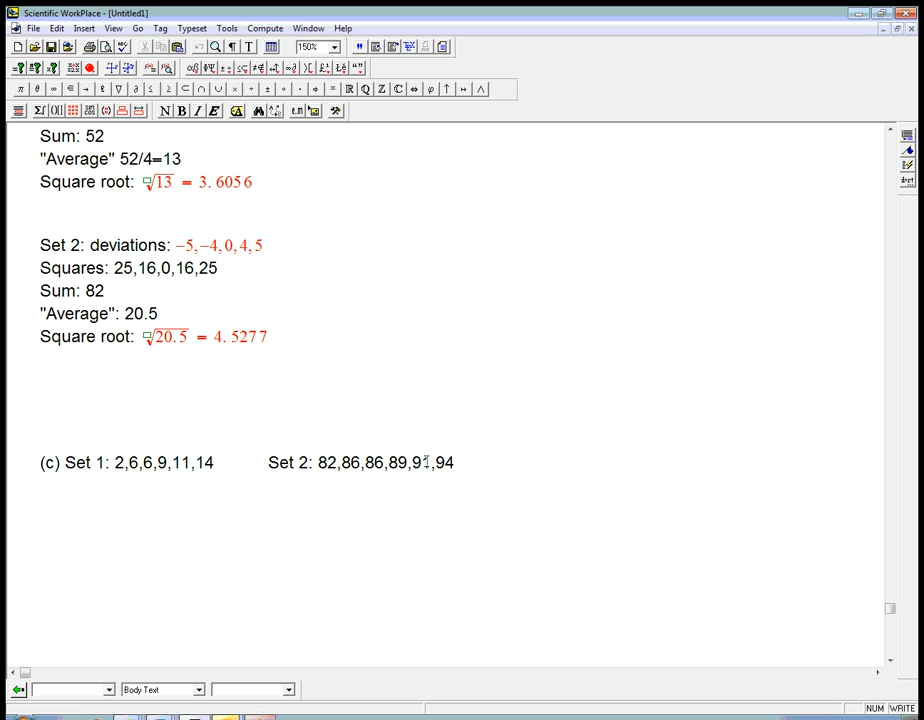 Scientific WorkPlace - [Untitled1]
File Edit Insert View Go Tag Typeset Tools Compute Window Help
150%
N B I E
Sum: 52
"Average" 52/4=13
Square root: √13 = 3.6056
Set 2: deviations: −5,−4,0,4,5
Squares: 25,16,0,16,25
Sum: 82
"Average": 20.5
Square root: √20.5 = 4.5277
(c) Set 1: 2,6,6,9,11,14 Set 2: 82,86,86,89,91,94
Body Text
NUM WRITE